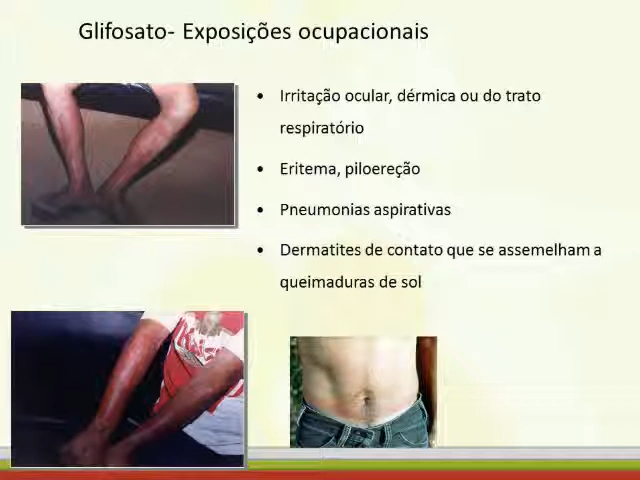 Glifosato- Exposições ocupacionais
• Irritação ocular, dérmica ou do trato
respiratório
• Eritema, piloereção
• Pneumonias aspirativas
• Dermatites de contato que se assemelham a
queimaduras de sol